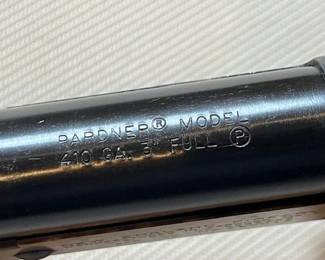 PARDNER® MODEL
410 GA. 3" FULL Ⓟ